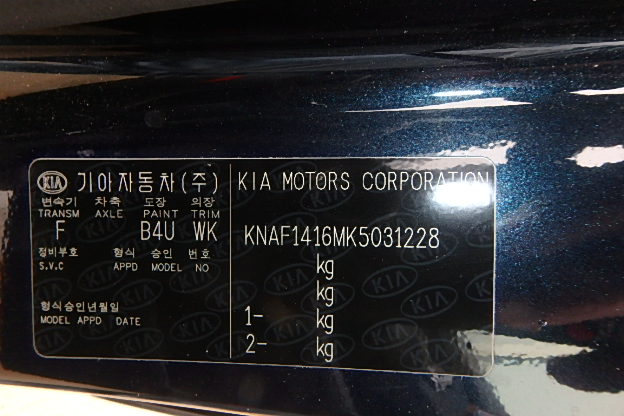 KIA 기아자동차(주)
변속기 차축 도장 외장
TRANSM AXLE PAINT TRIM
F B4U WK
정비부호 형식 승인 번호
S.V.C APPD MODEL NO
형식승인년월일
MODEL APPD DATE
KIA MOTORS CORPORATION
KNAF1416MK5031228
kg
kg
1- kg
2- kg